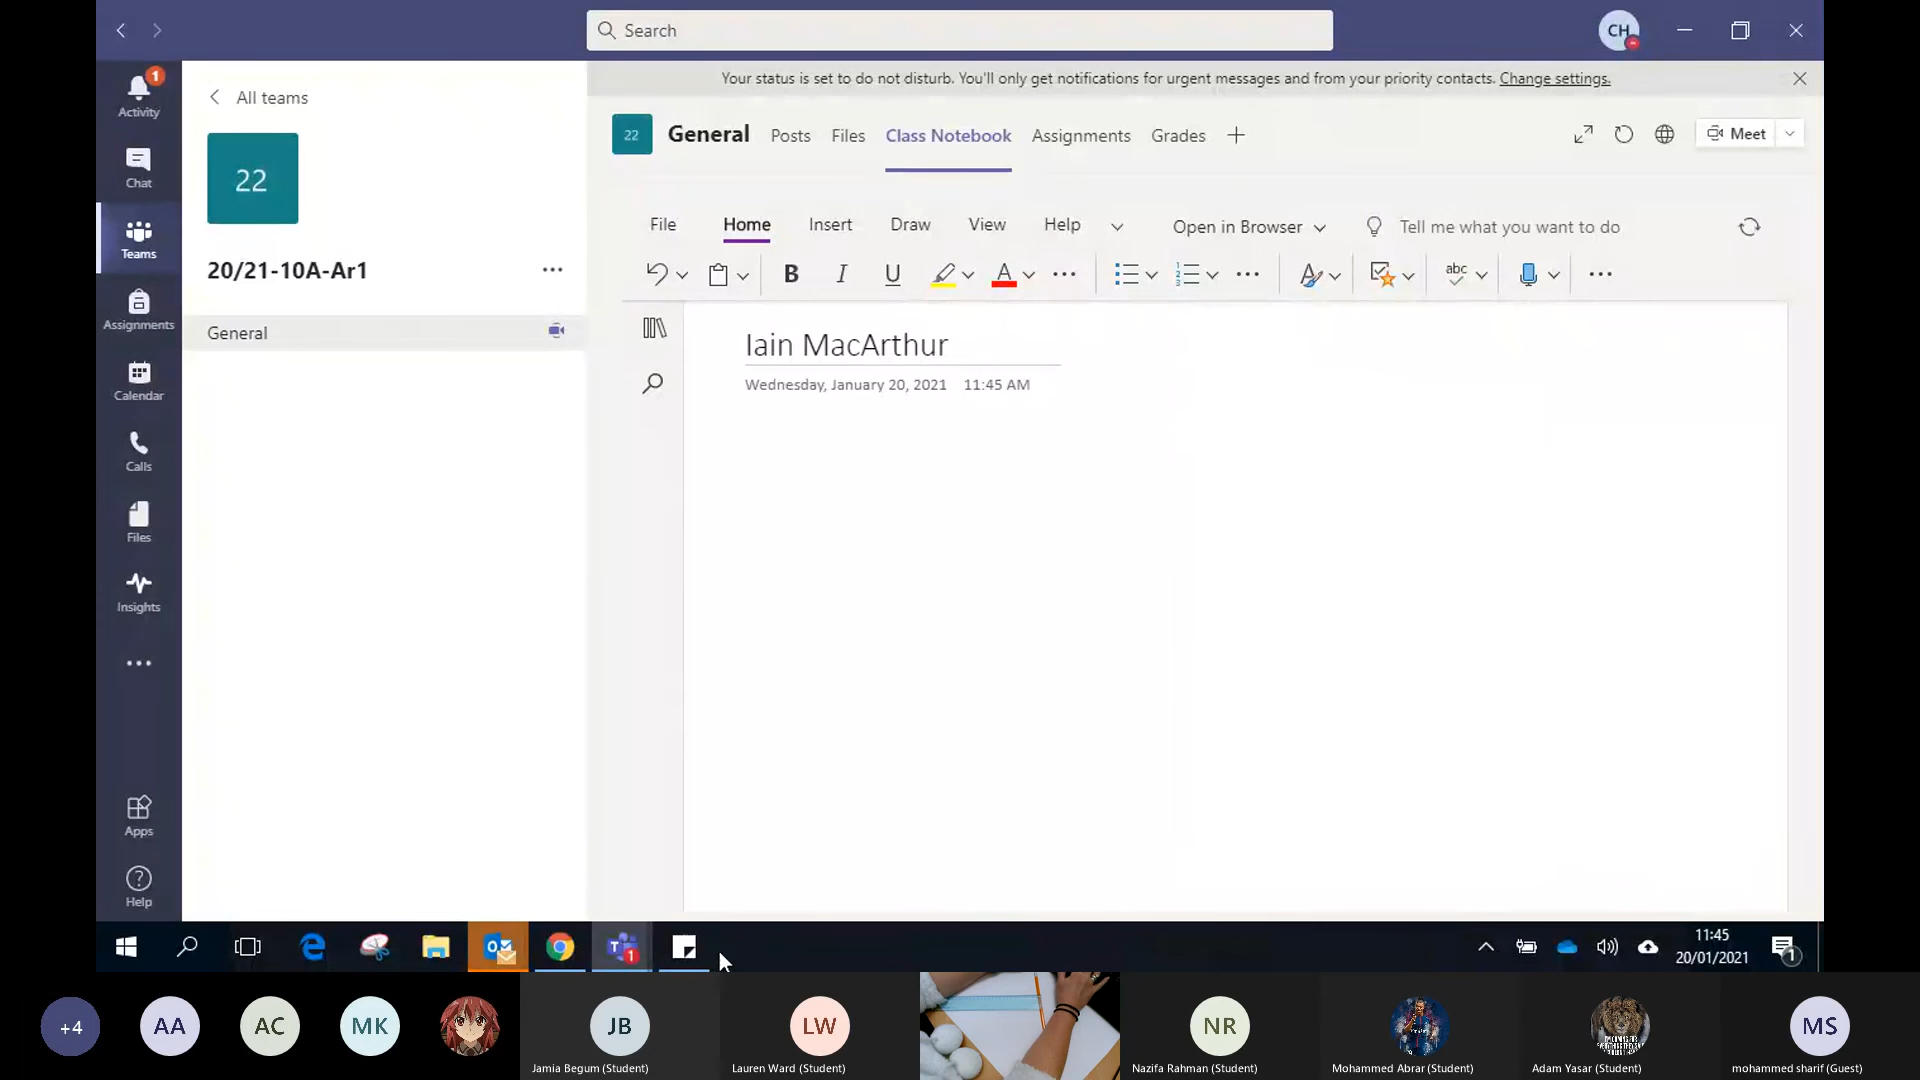 Search
CH
Activity
1
Chat
Teams
Assignments
Calendar
Calls
Files
Insights
Apps
Help
All teams
22
20/21-10A-Ar1
General
Your status is set to do not disturb. You'll only get notifications for urgent messages and from your priority contacts. Change settings.
22
General Posts Files Class Notebook Assignments Grades
Meet
File Home Insert Draw View Help Open in Browser Tell me what you want to do
B I U A abc
Iain MacArthur
Wednesday, January 20, 2021 11:45 AM
11:45
20/01/2021
1
+4 AA AC MK JB LW NR MS
Jamia Begum (Student) Lauren Ward (Student) Nazifa Rahman (Student) Mohammed Abrar (Student) Adam Yasar (Student) mohammed sharif (Guest)